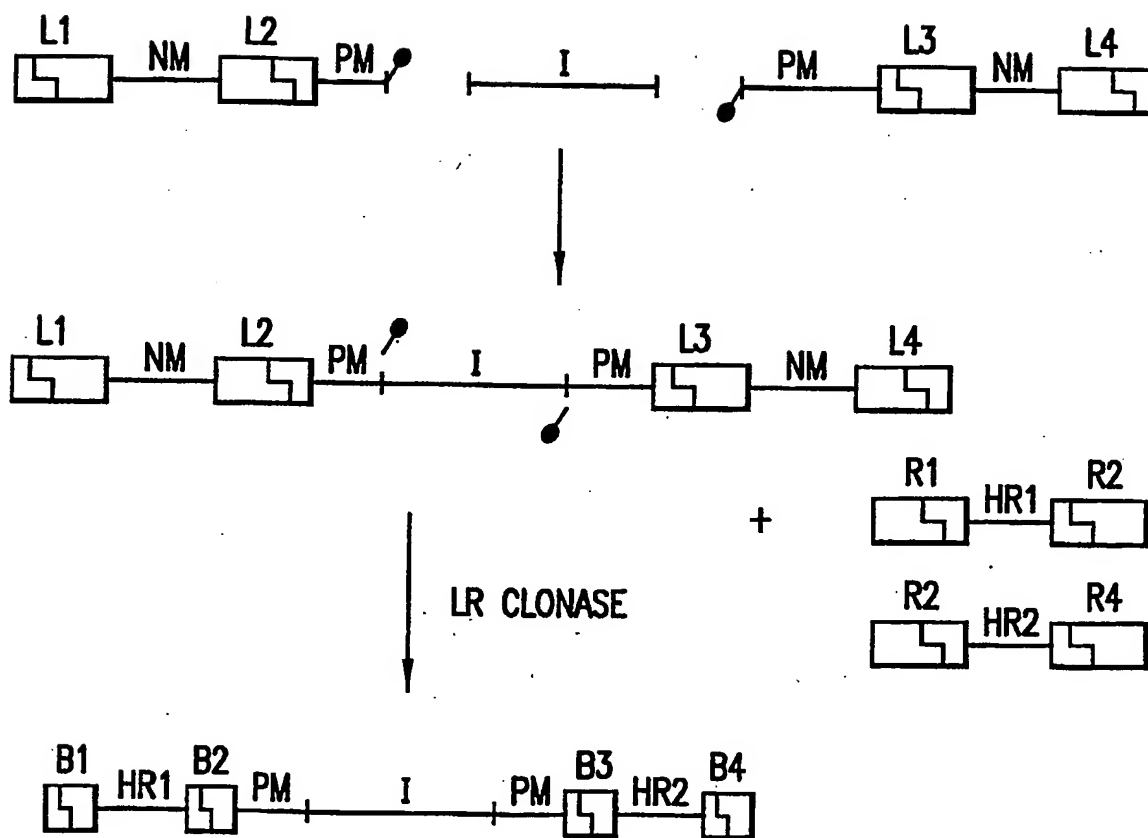 L1 NM L2 PM I PM L3 NM L4
L1 NM L2 PM I PM L3 NM L4
R1 HR1 R2
+
R2 HR2 R4
LR CLONASE
B1 HR1 B2 PM I PM B3 HR2 B4